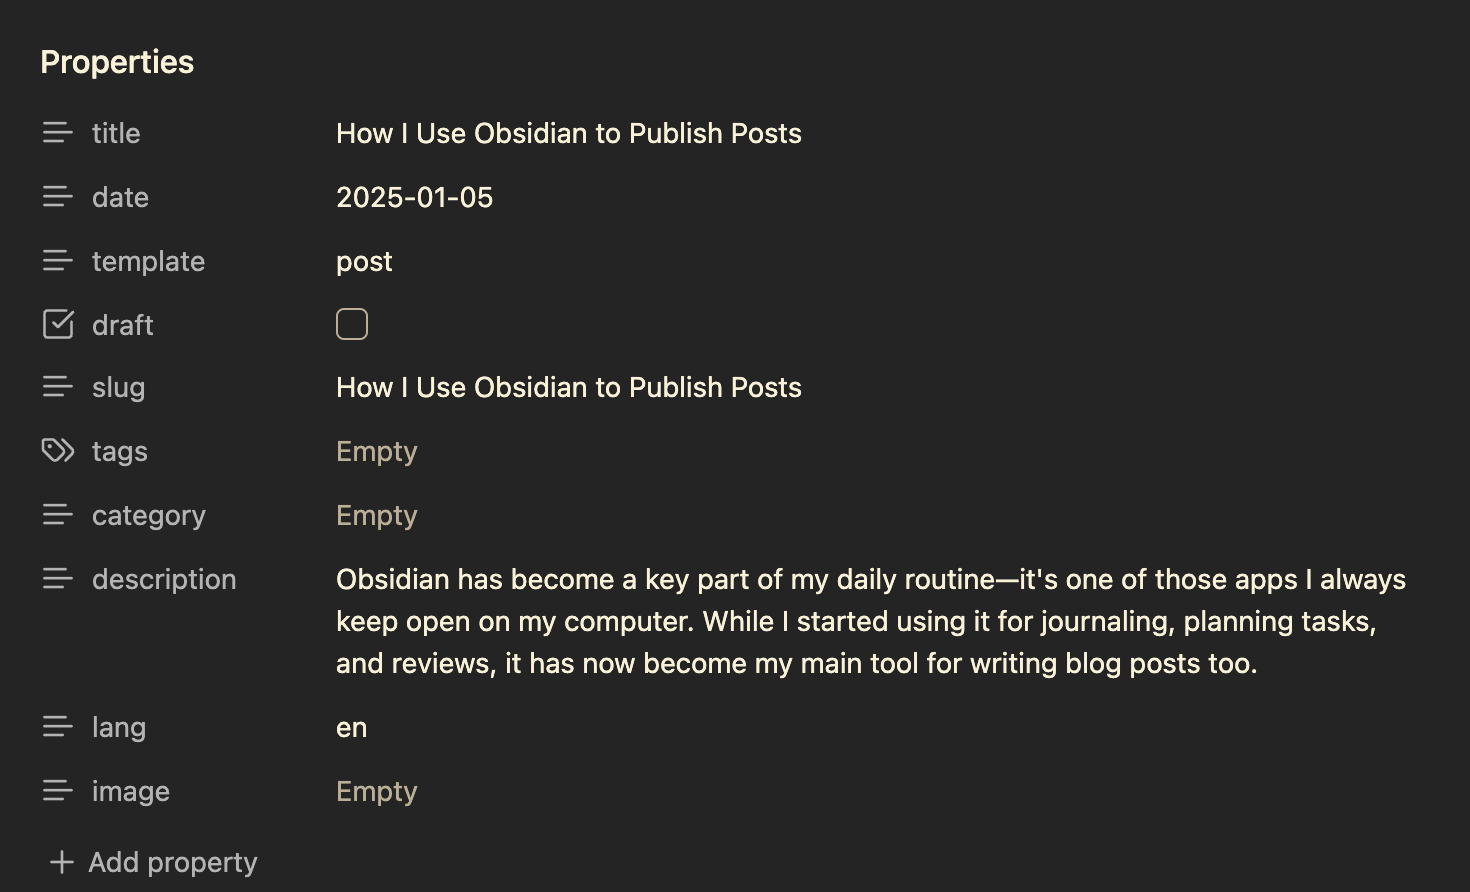 Properties
title How I Use Obsidian to Publish Posts
date 2025-01-05
template post
draft
slug How I Use Obsidian to Publish Posts
tags Empty
category Empty
description Obsidian has become a key part of my daily routine—it's one of those apps I always
keep open on my computer. While I started using it for journaling, planning tasks,
and reviews, it has now become my main tool for writing blog posts too.
lang en
image Empty
+ Add property